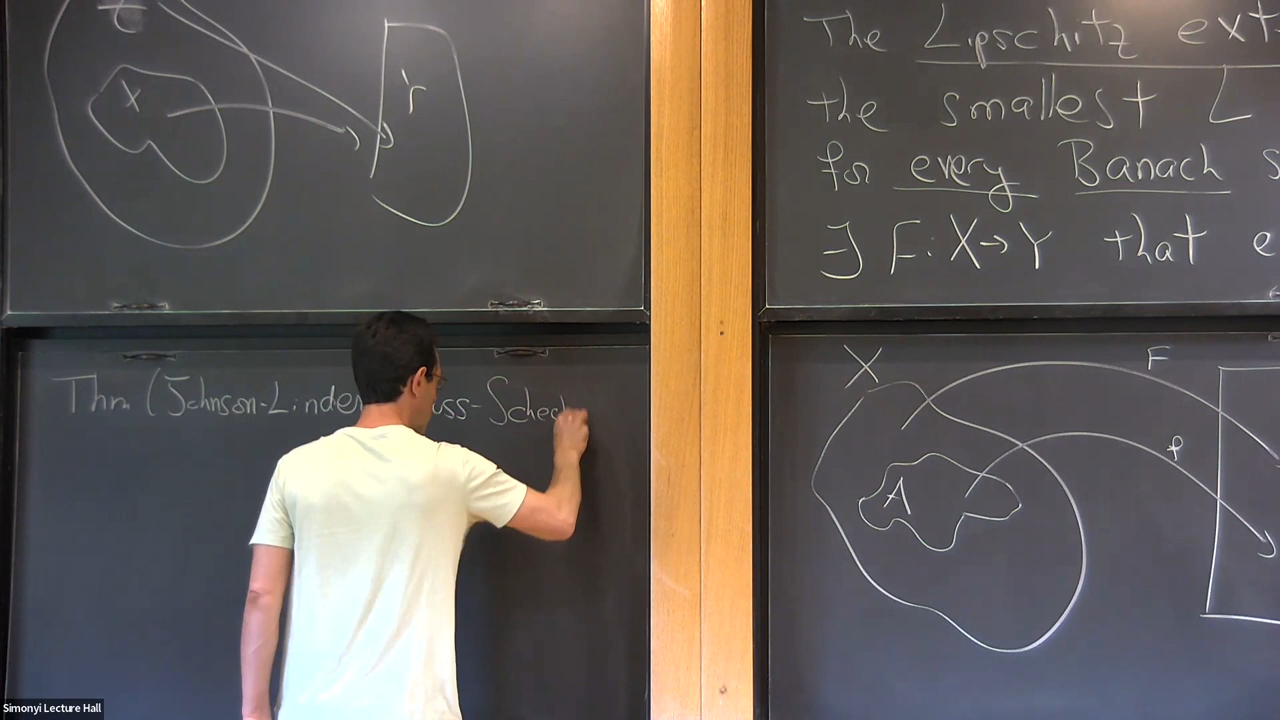 X
r
Thm (Johnson-Linden uss-Schec
The Lipschitz ext
the smallest L
for every Banach s
∃ F: X→Y that e
X
F
f
A
Simonyi Lecture Hall